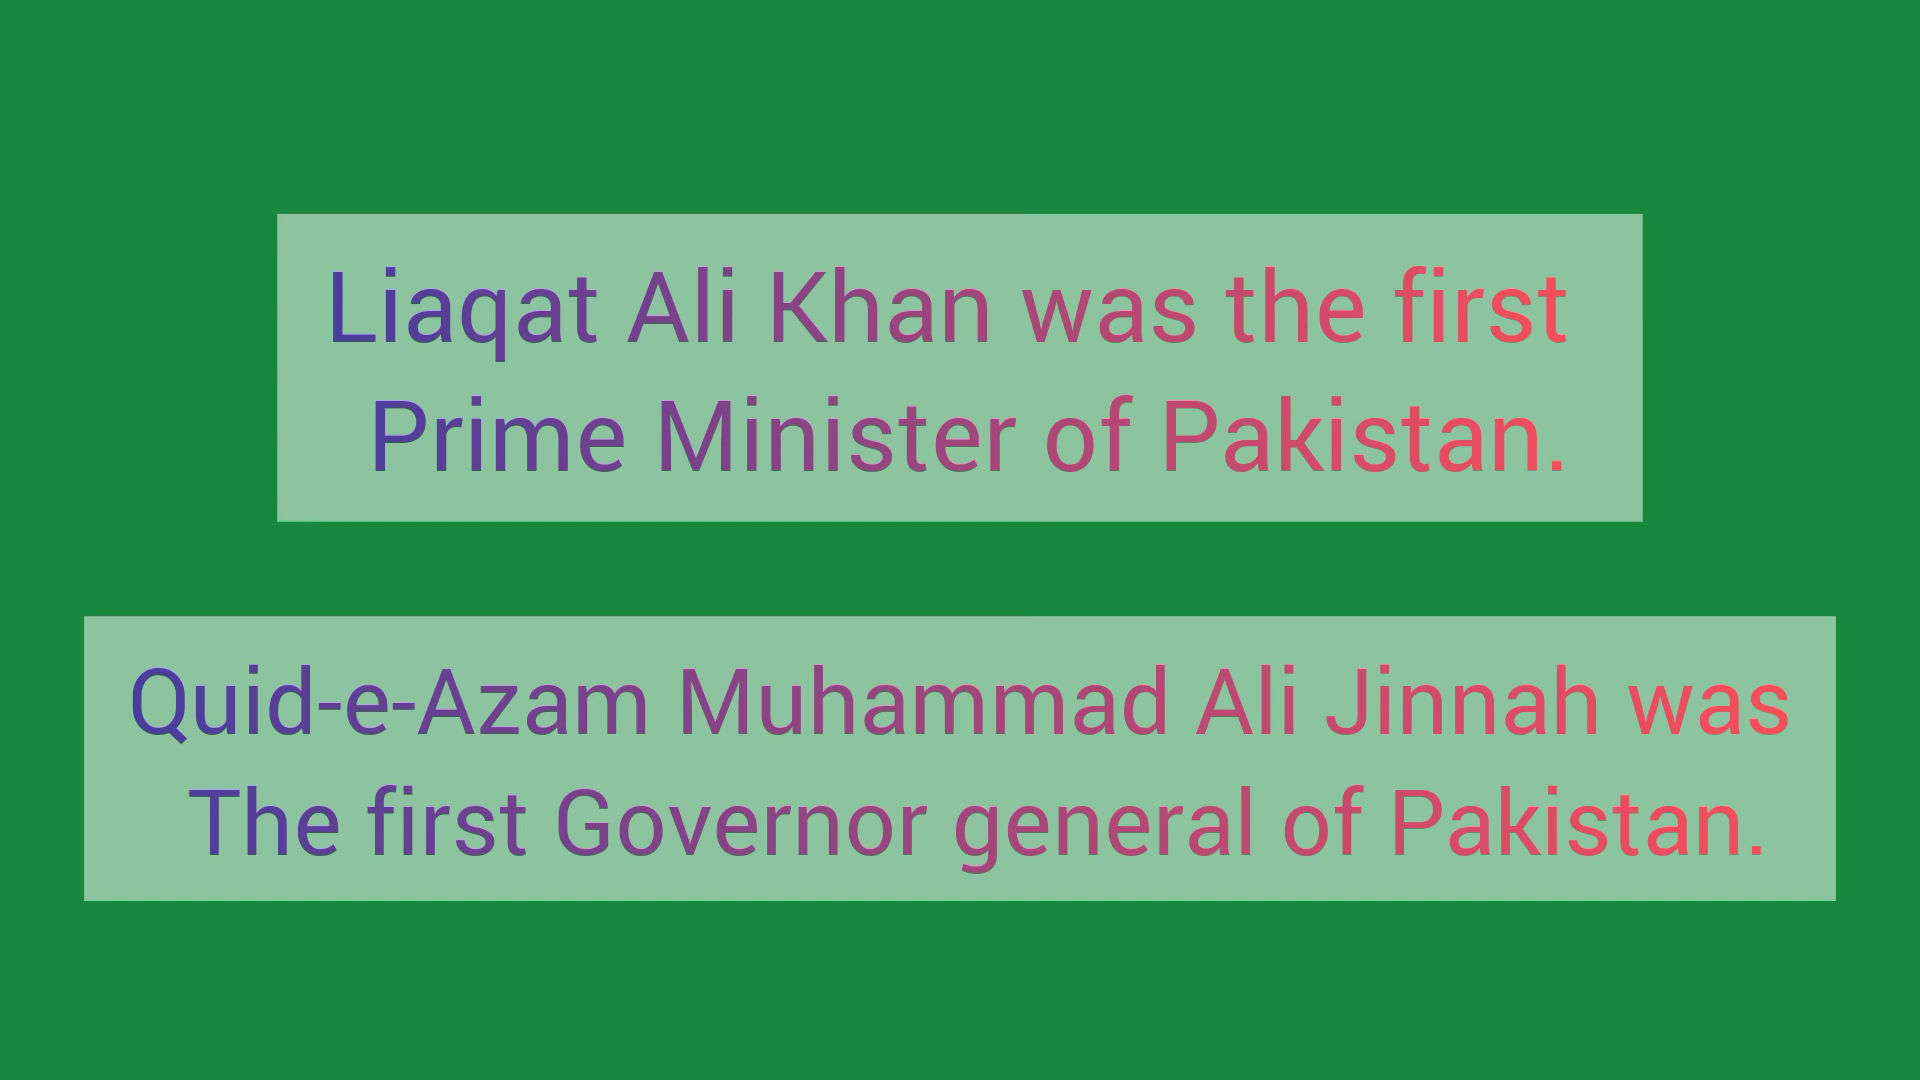 Liaqat Ali Khan was the first
Prime Minister of Pakistan.
Quid-e-Azam Muhammad Ali Jinnah was
The first Governor general of Pakistan.